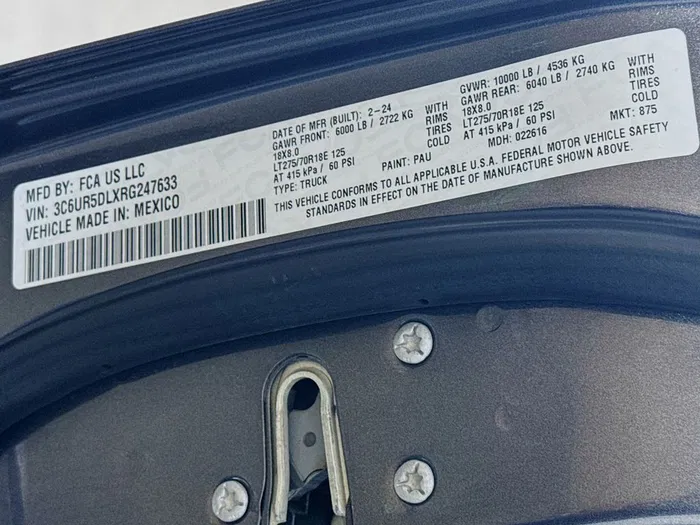 MFD BY: FCA US LLC
VIN: 3C6UR5DLXRG247633
VEHICLE MADE IN: MEXICO
DATE OF MFR (BUILT): 2-24
GAWR FRONT: 6000 LB / 2722 KG WITH
18X8.0 RIMS
LT275/70R18E 125 TIRES
AT 415 kPa / 60 PSI COLD
TYPE: TRUCK
PAINT: PAU
GVWR: 10000 LB / 4536 KG
GAWR REAR: 6040 LB / 2740 KG WITH
18X8.0 RIMS
LT275/70R18E 125 TIRES
AT 415 kPa / 60 PSI COLD
MDH: 022616
MKT: 875
THIS VEHICLE CONFORMS TO ALL APPLICABLE U.S.A. FEDERAL MOTOR VEHICLE SAFETY
STANDARDS IN EFFECT ON THE DATE OF MANUFACTURE SHOWN ABOVE.